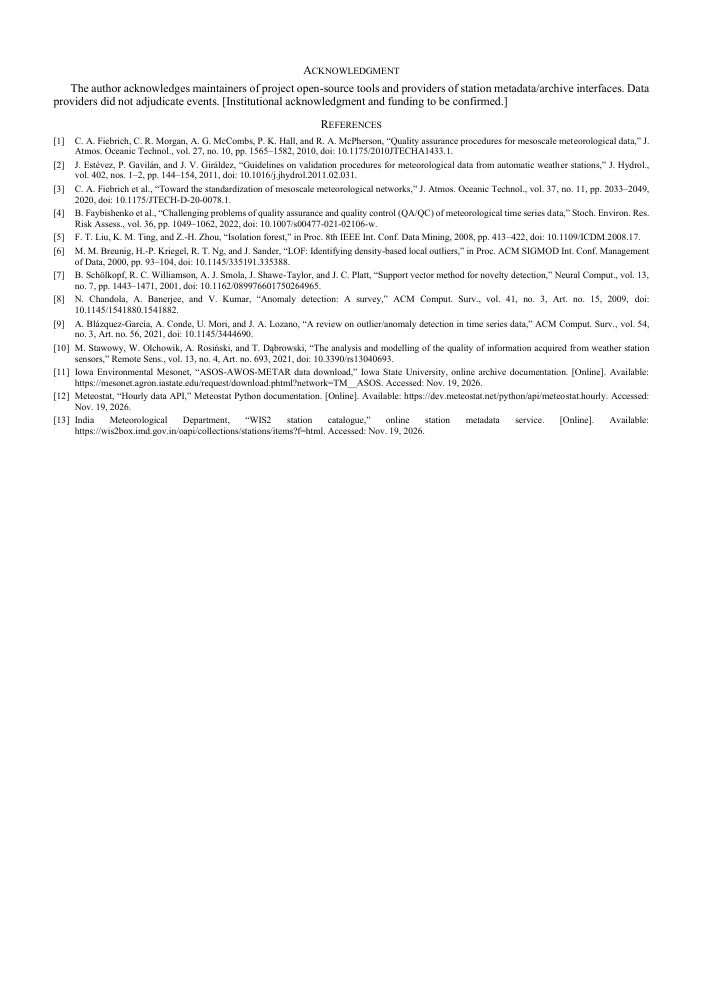 ACKNOWLEDGMENT
The author acknowledges maintainers of project open-source tools and providers of station metadata/archive interfaces. Data
providers did not adjudicate events. [Institutional acknowledgment and funding to be confirmed.]
REFERENCES
[1] C. A. Fiebrich, C. R. Morgan, A. G. McCombs, P. K. Hall, and R. A. McPherson, “Quality assurance procedures for mesoscale meteorological data,” J.
Atmos. Oceanic Technol., vol. 27, no. 10, pp. 1565–1582, 2010, doi: 10.1175/2010JTECHA1433.1.
[2] J. Estévez, P. Gavilán, and J. V. Giráldez, “Guidelines on validation procedures for meteorological data from automatic weather stations,” J. Hydrol.,
vol. 402, nos. 1–2, pp. 144–154, 2011, doi: 10.1016/j.jhydrol.2011.02.031.
[3] C. A. Fiebrich et al., “Toward the standardization of mesoscale meteorological networks,” J. Atmos. Oceanic Technol., vol. 37, no. 11, pp. 2033–2049,
2020, doi: 10.1175/JTECH-D-20-0078.1.
[4] B. Faybishenko et al., “Challenging problems of quality assurance and quality control (QA/QC) of meteorological time series data,” Stoch. Environ. Res.
Risk Assess., vol. 36, pp. 1049–1062, 2022, doi: 10.1007/s00477-021-02106-w.
[5] F. T. Liu, K. M. Ting, and Z.-H. Zhou, “Isolation forest,” in Proc. 8th IEEE Int. Conf. Data Mining, 2008, pp. 413–422, doi: 10.1109/ICDM.2008.17.
[6] M. M. Breunig, H.-P. Kriegel, R. T. Ng, and J. Sander, “LOF: Identifying density-based local outliers,” in Proc. ACM SIGMOD Int. Conf. Management
of Data, 2000, pp. 93–104, doi: 10.1145/335191.335388.
[7] B. Schölkopf, R. C. Williamson, A. J. Smola, J. Shawe-Taylor, and J. C. Platt, “Support vector method for novelty detection,” Neural Comput., vol. 13,
no. 7, pp. 1443–1471, 2001, doi: 10.1162/089976601750264965.
[8] N. Chandola, A. Banerjee, and V. Kumar, “Anomaly detection: A survey,” ACM Comput. Surv., vol. 41, no. 3, Art. no. 15, 2009, doi:
10.1145/1541880.1541882.
[9] A. Blázquez-García, A. Conde, U. Mori, and J. A. Lozano, “A review on outlier/anomaly detection in time series data,” ACM Comput. Surv., vol. 54,
no. 3, Art. no. 56, 2021, doi: 10.1145/3444690.
[10] M. Stawowy, W. Olchowik, A. Rosiński, and T. Dąbrowski, “The analysis and modelling of the quality of information acquired from weather station
sensors,” Remote Sens., vol. 13, no. 4, Art. no. 693, 2021, doi: 10.3390/rs13040693.
[11] Iowa Environmental Mesonet, “ASOS-AWOS-METAR data download,” Iowa State University, online archive documentation. [Online]. Available:
https://mesonet.agron.iastate.edu/request/download.phtml?network=TM__ASOS. Accessed: Nov. 19, 2026.
[12] Meteostat, “Hourly data API,” Meteostat Python documentation. [Online]. Available: https://dev.meteostat.net/python/api/meteostat.hourly. Accessed:
Nov. 19, 2026.
[13] India Meteorological Department, “WIS2 station catalogue,” online station metadata service. [Online]. Available:
https://wis2box.imd.gov.in/oapi/collections/stations/items?f=html. Accessed: Nov. 19, 2026.